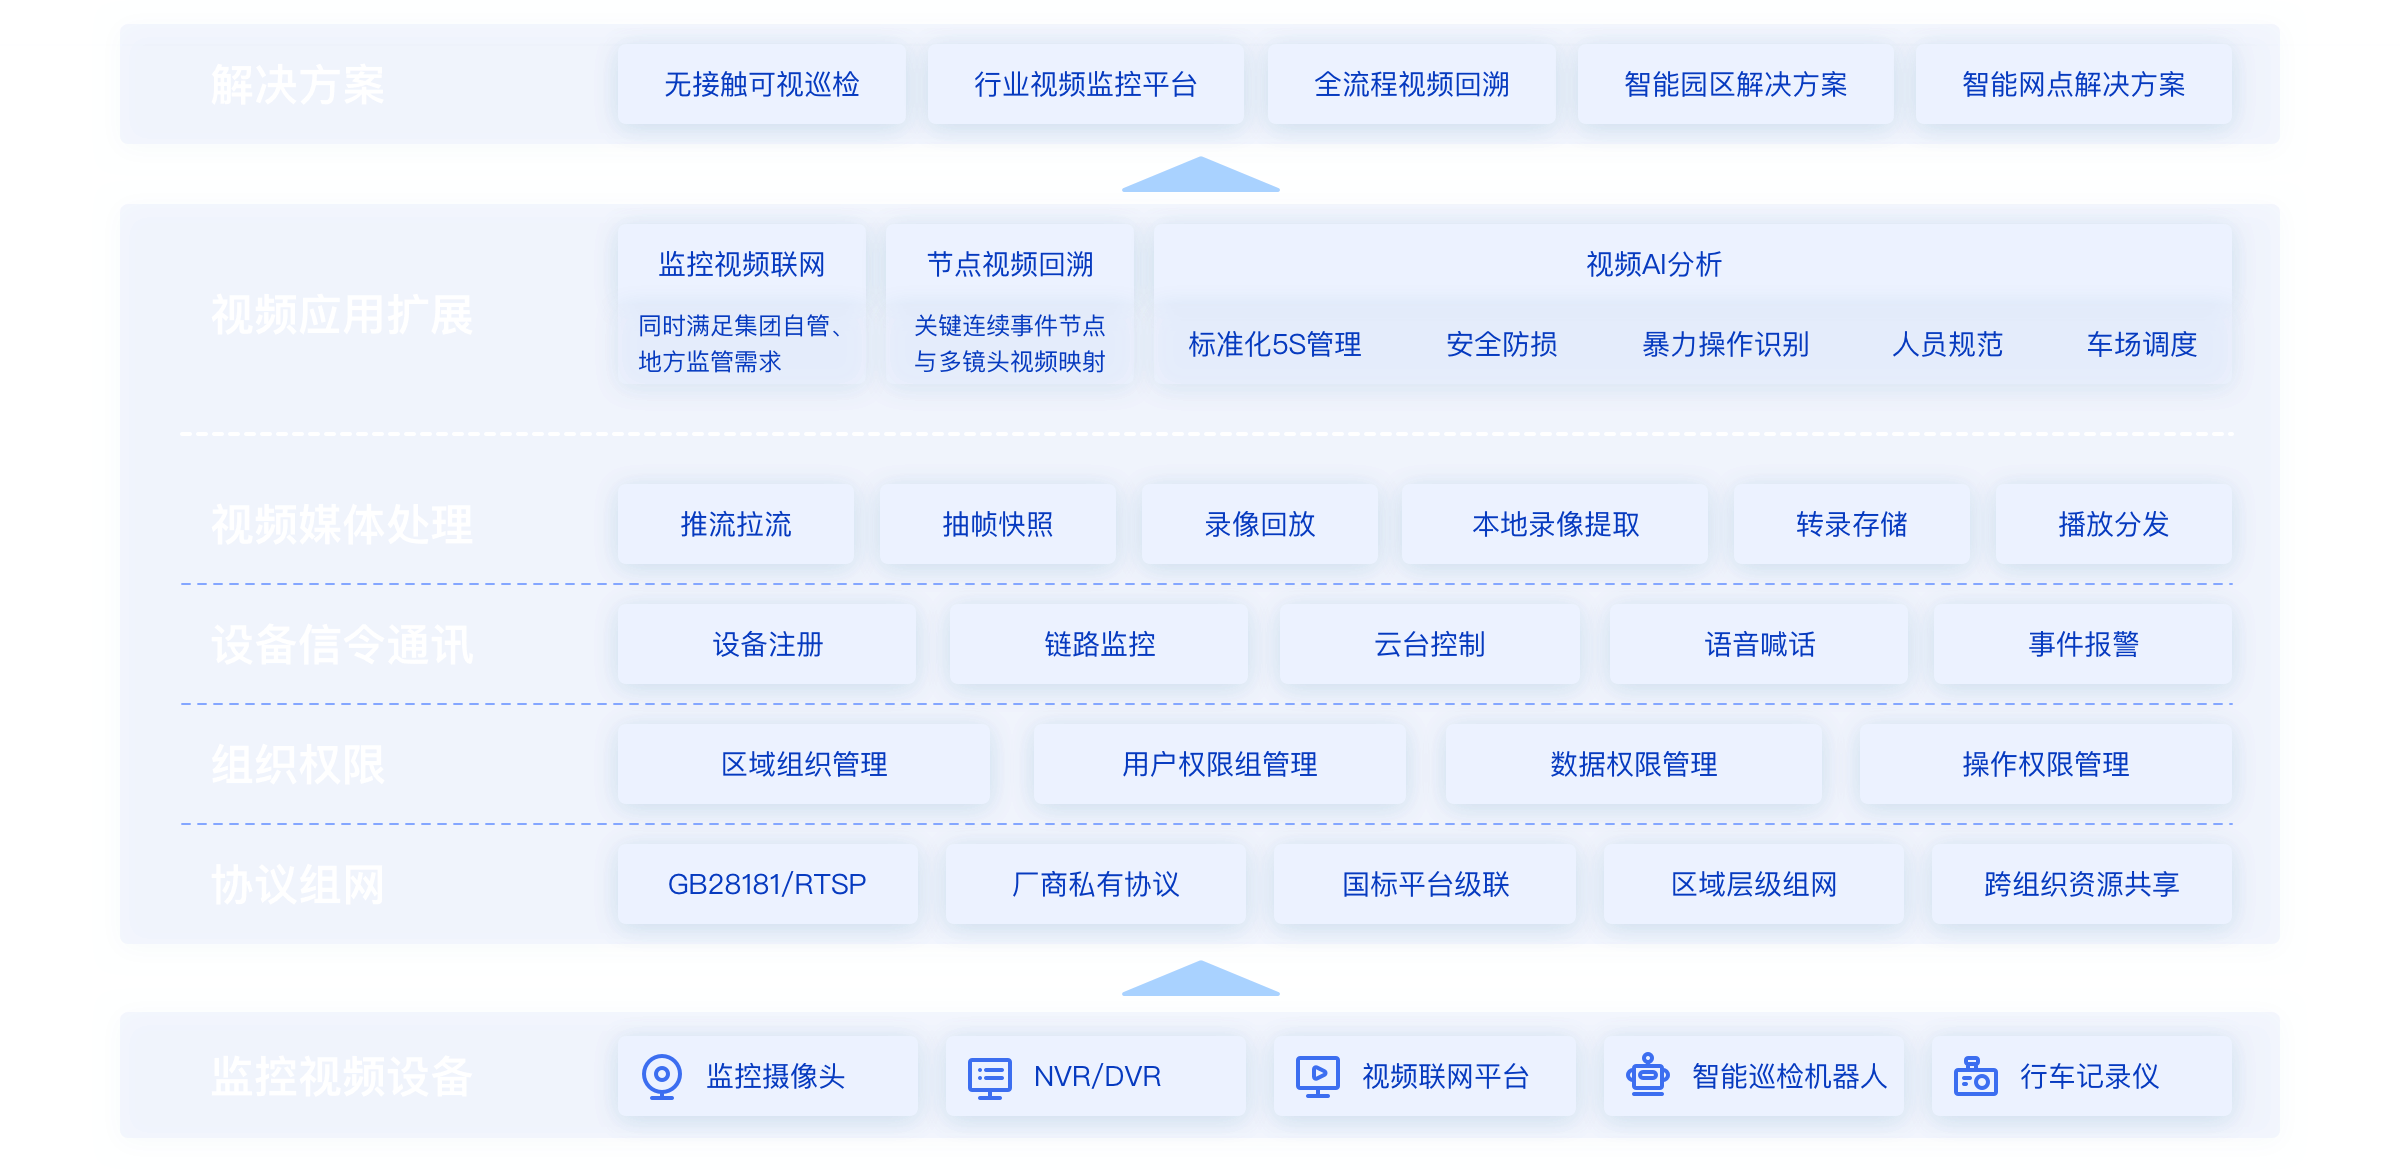 解决方案
无接触可视巡检
行业视频监控平台
全流程视频回溯
智能园区解决方案
智能网点解决方案
视频应用扩展
监控视频联网
同时满足集团自管、
地方监管需求
节点视频回溯
关键连续事件节点
与多镜头视频映射
视频AI分析
标准化5S管理
安全防损
暴力操作识别
人员规范
车场调度
视频媒体处理
推流拉流
抽帧快照
录像回放
本地录像提取
转录存储
播放分发
设备信令通讯
设备注册
链路监控
云台控制
语音喊话
事件报警
组织权限
区域组织管理
用户权限组管理
数据权限管理
操作权限管理
协议组网
GB28181/RTSP
厂商私有协议
国标平台级联
区域层级组网
跨组织资源共享
监控视频设备
监控摄像头
NVR/DVR
视频联网平台
智能巡检机器人
行车记录仪